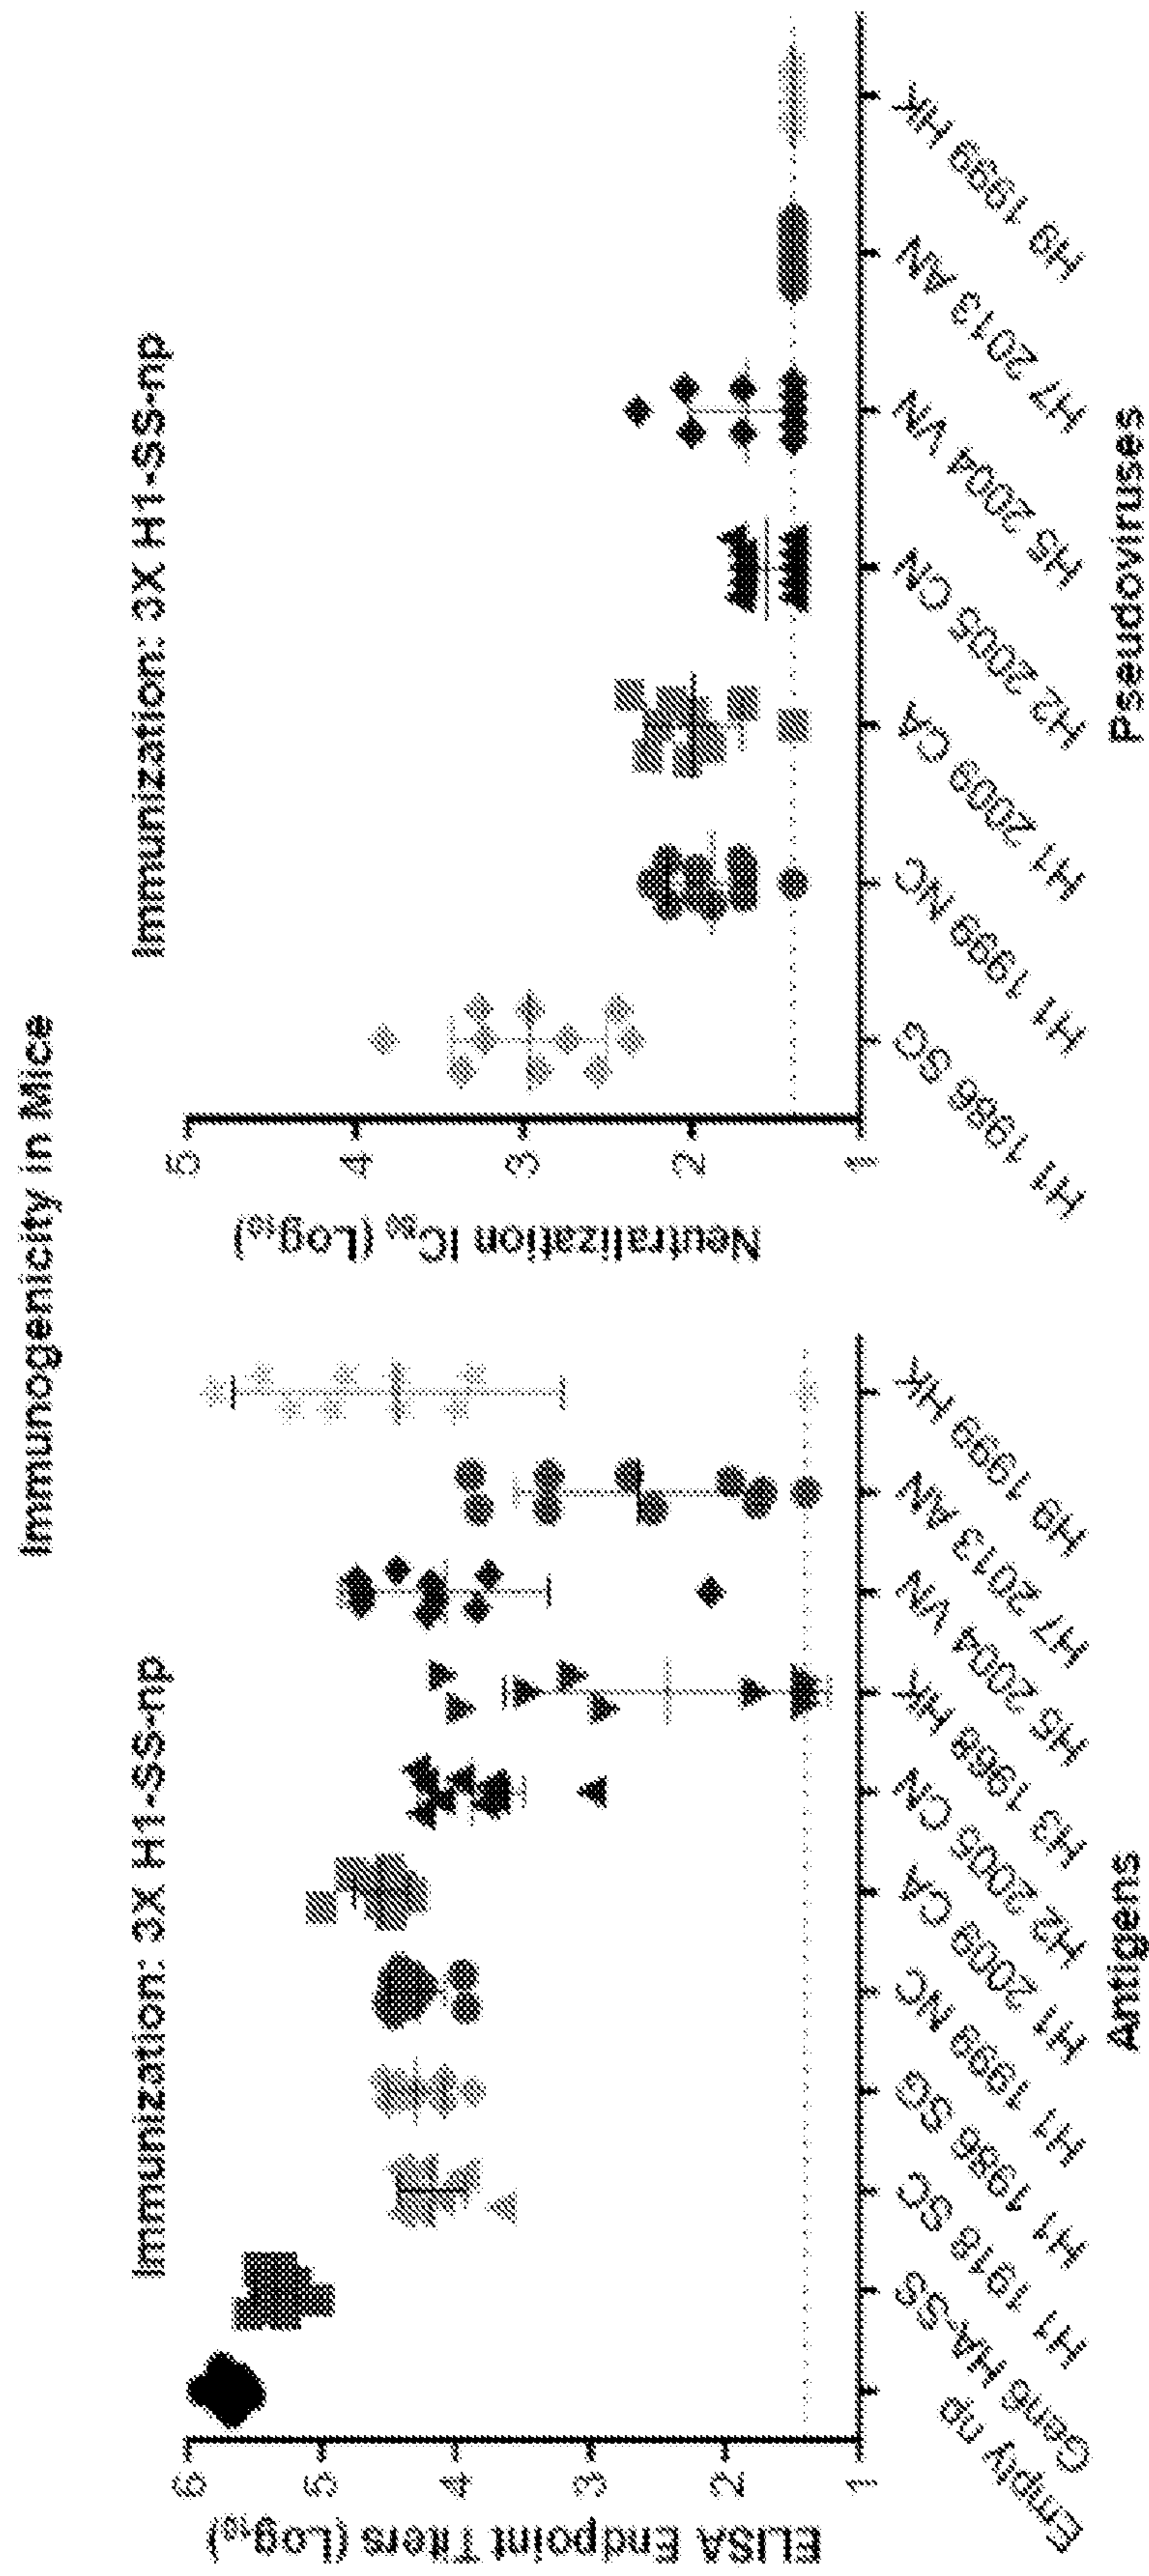 Immunogenicity in Mice
Immunization: 3X H1-SS-np
ELISA Endpoint Titers (Log10)
6
5
4
3
2
1
Empty np
Gen6 HA-SS
H1 1918 SC
H1 1986 SG
H1 1999 NC
H1 2009 CA
H2 2005 CN
H3 1968 HK
H5 2004 VN
H7 2013 AN
H9 1999 HK
Antigens
Immunization: 3X H1-SS-np
Neutralization IC50 (Log10)
5
4
3
2
1
H1 1986 SG
H1 1999 NC
H1 2009 CA
H2 2005 CN
H5 2004 VN
H7 2013 AN
H9 1999 HK
Pseudoviruses